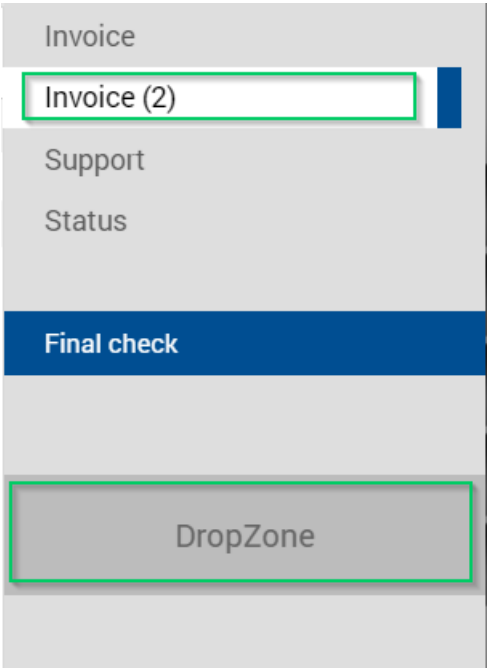 Invoice
Invoice (2)
Support
Status
Final check
DropZone